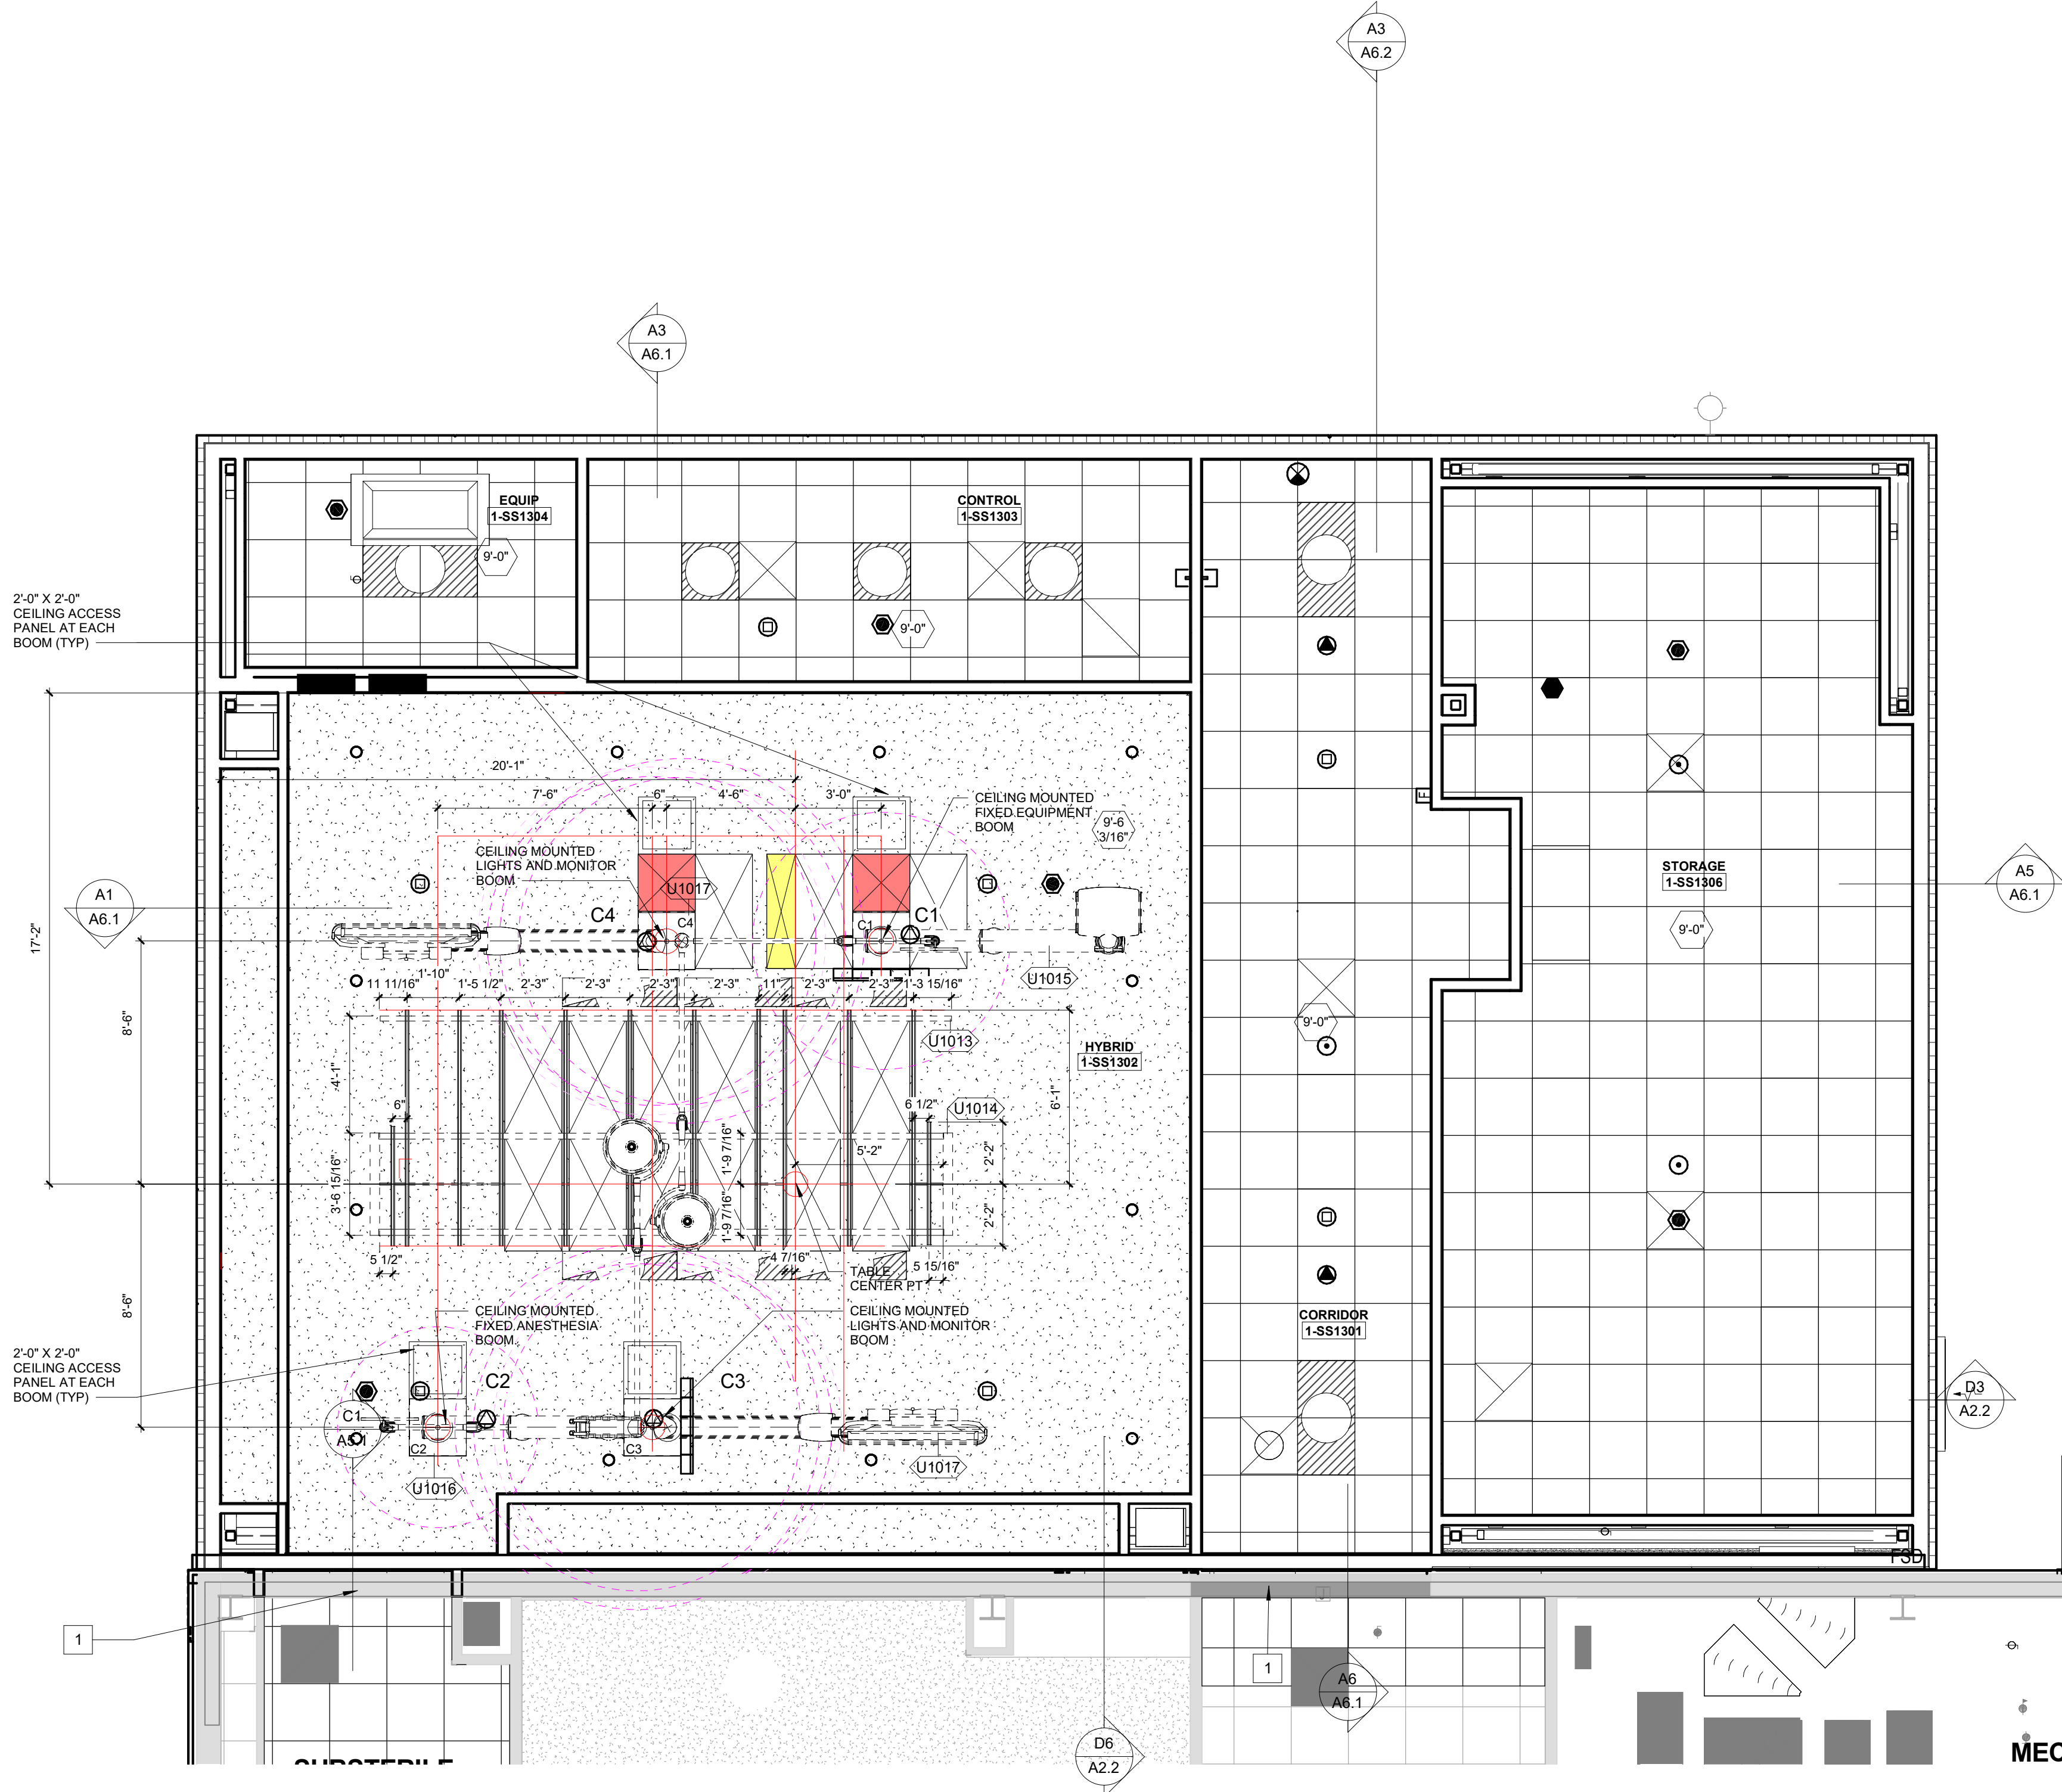 A3
A6.2
A3
A6.1
EQUIP
1-SS1304
9'-0"
CONTROL
1-SS1303
9'-0"
2'-0" X 2'-0"
CEILING ACCESS
PANEL AT EACH
BOOM (TYP)
20'-1"
7'-6"
6"
4'-6"
3'-0"
CEILING MOUNTED
FIXED EQUIPMENT
BOOM
9'-6
3/16"
CEILING MOUNTED
LIGHTS AND MONITOR
BOOM
U1017
A1
A6.1
C4
C4
C1
C1
STORAGE
1-SS1306
9'-0"
A5
A6.1
17'-2"
8'-6"
1'-10"
11 11/16"
1'-5 1/2"
2'-3"
2'-3"
2'-3"
2'-3"
11"
2'-3"
2'-3"
1'-3 15/16"
U1015
9'-0"
U1013
HYBRID
1-SS1302
4'-1"
6"
6 1/2"
U1014
6'-1"
1'-9 7/16"
5'-2"
2'-2"
3'-6 15/16"
1'-9 7/16"
2'-2"
5 1/2"
4 7/16"
5 15/16"
TABLE
CENTER PT
8'-6"
CEILING MOUNTED
FIXED ANESTHESIA
BOOM
CEILING MOUNTED
LIGHTS AND MONITOR
BOOM
CORRIDOR
1-SS1301
2'-0" X 2'-0"
CEILING ACCESS
PANEL AT EACH
BOOM (TYP)
C2
C3
D3
A2.2
C1
A5.1
C2
C3
U1016
U1017
FSD
1
1
A6
A6.1
D6
A2.2
SUBSTERILE
MEC